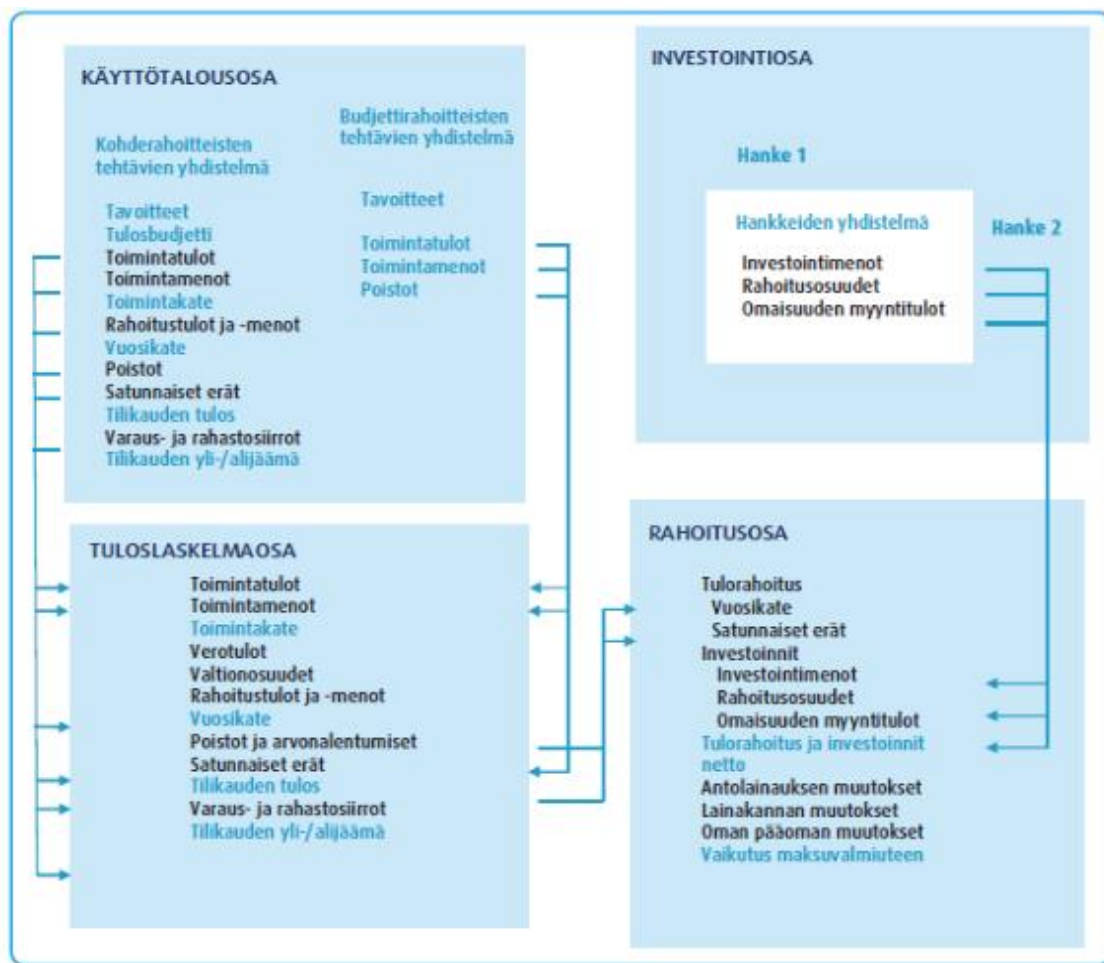 KÄYTTÖTALOUSOSA
Kohderahoitteisten
tehtävien yhdistelmä
Tavoitteet
Tulosbudjetti
Toimintatulot
Toimintamenot
Toimintakate
Rahoitustulot ja -menot
Vuosikate
Poistot
Satunnaiset erät
Tilikauden tulos
Varaus- ja rahastosiirrot
Tilikauden yli-/alijäämä
Budjettirahoitteisten
tehtävien yhdistelmä
Tavoitteet
Toimintatulot
Toimintamenot
Poistot
INVESTOINTIOSA
Hanke 1
Hankkeiden yhdistelmä
Investointimenot
Rahoitusosuudet
Omaisuuden myyntitulot
Hanke 2
TULOSLASKELMAOSA
Toimintatulot
Toimintamenot
Toimintakate
Verotulot
Valtionosuudet
Rahoitustulot ja -menot
Vuosikate
Poistot ja arvonalentumiset
Satunnaiset erät
Tilikauden tulos
Varaus- ja rahastosiirrot
Tilikauden yli-/alijäämä
RAHOITUSOSA
Tulorahoitus
Vuosikate
Satunnaiset erät
Investoinnit
Investointimenot
Rahoitusosuudet
Omaisuuden myyntitulot
Tulorahoitus ja investoinnit
netto
Antolainauksen muutokset
Lainakannan muutokset
Oman pääoman muutokset
Vaikutus maksuvalmiuteen